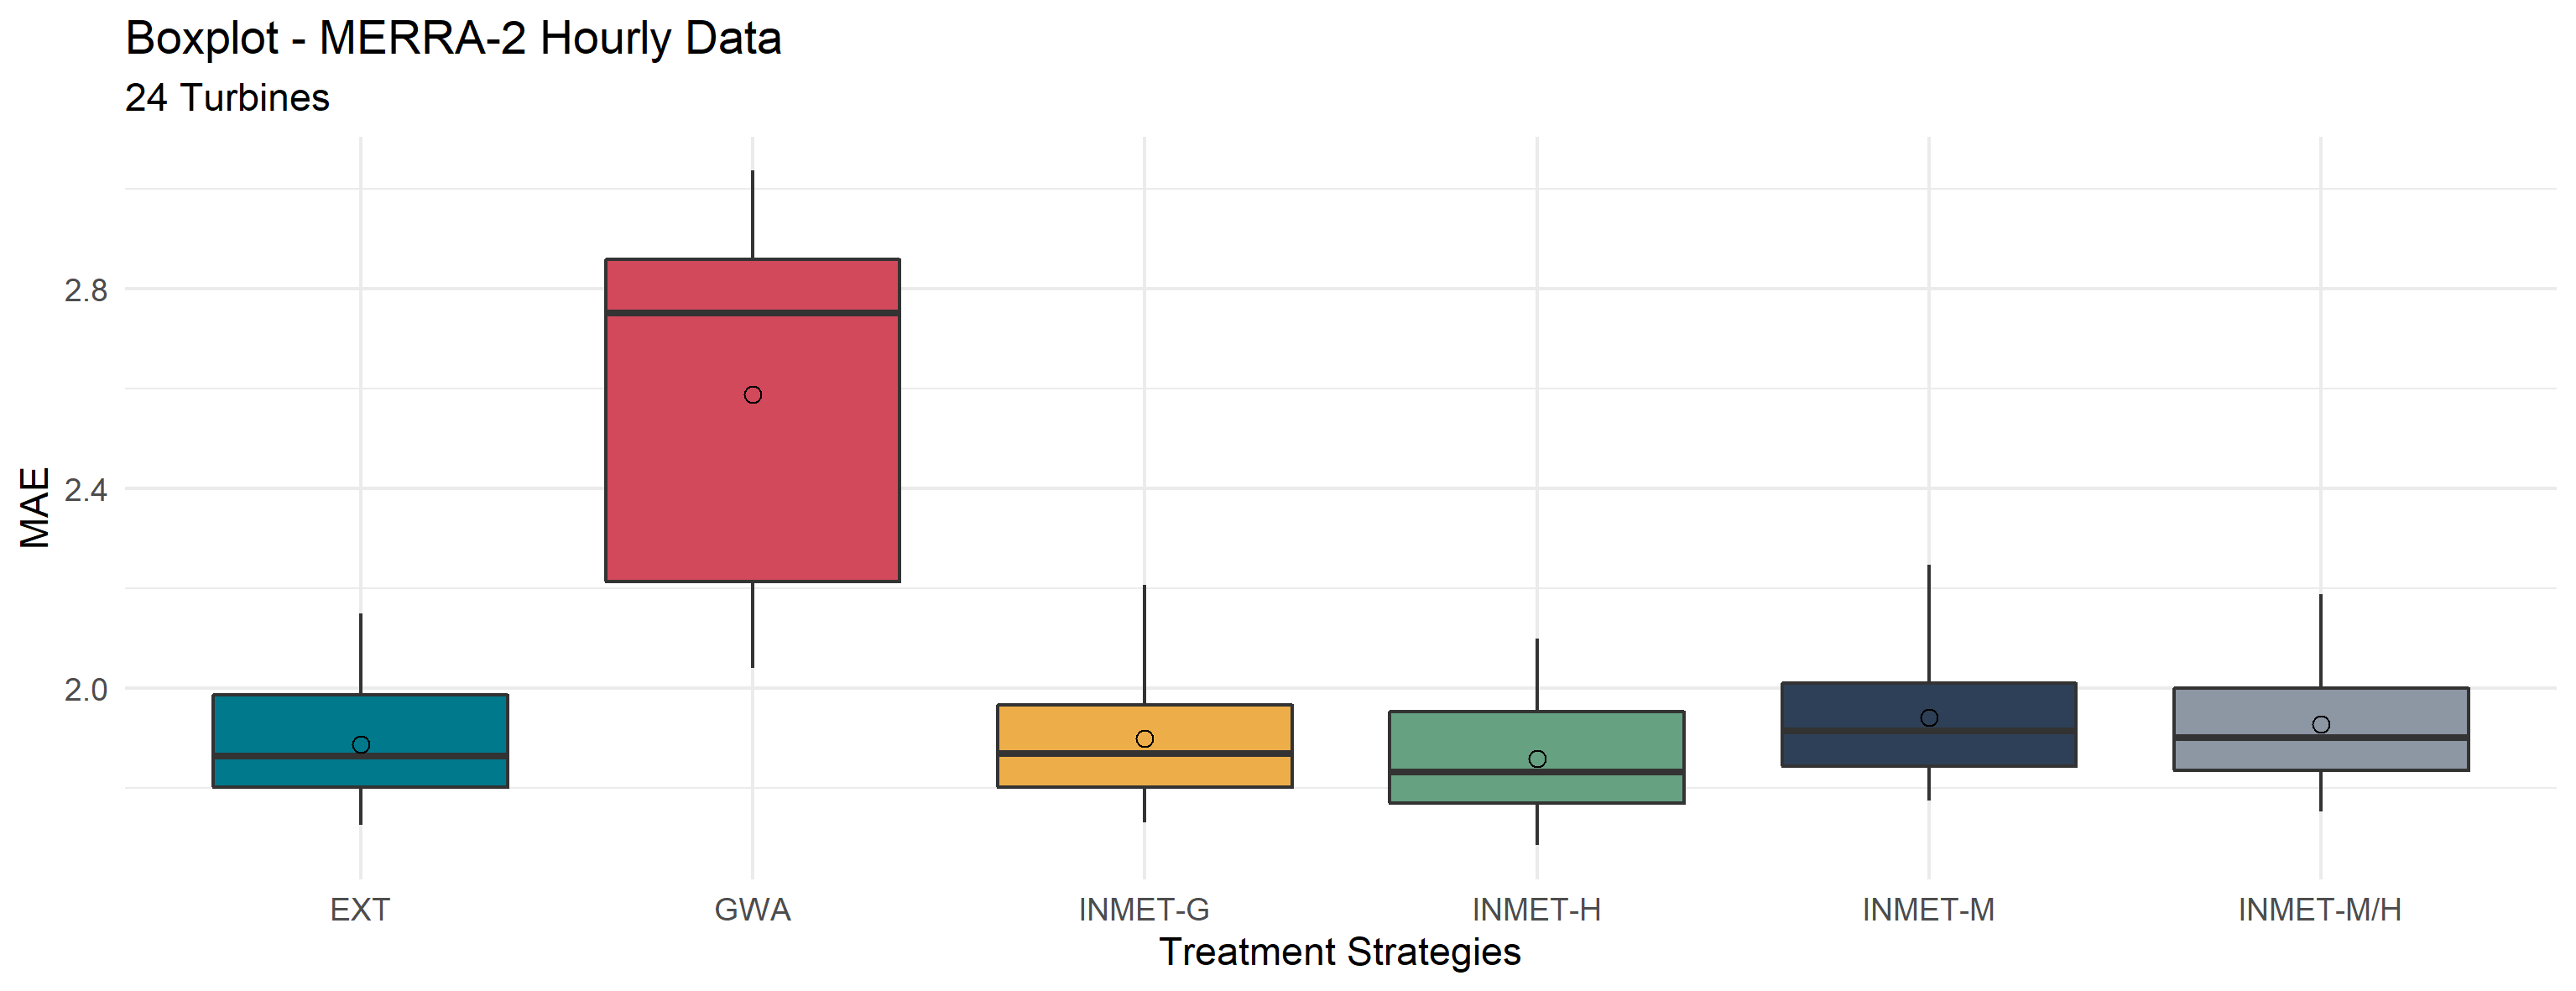 Boxplot - MERRA-2 Hourly Data
24 Turbines
MAE
2.8
2.4
2.0
EXT GWA INMET-G INMET-H INMET-M INMET-M/H
Treatment Strategies